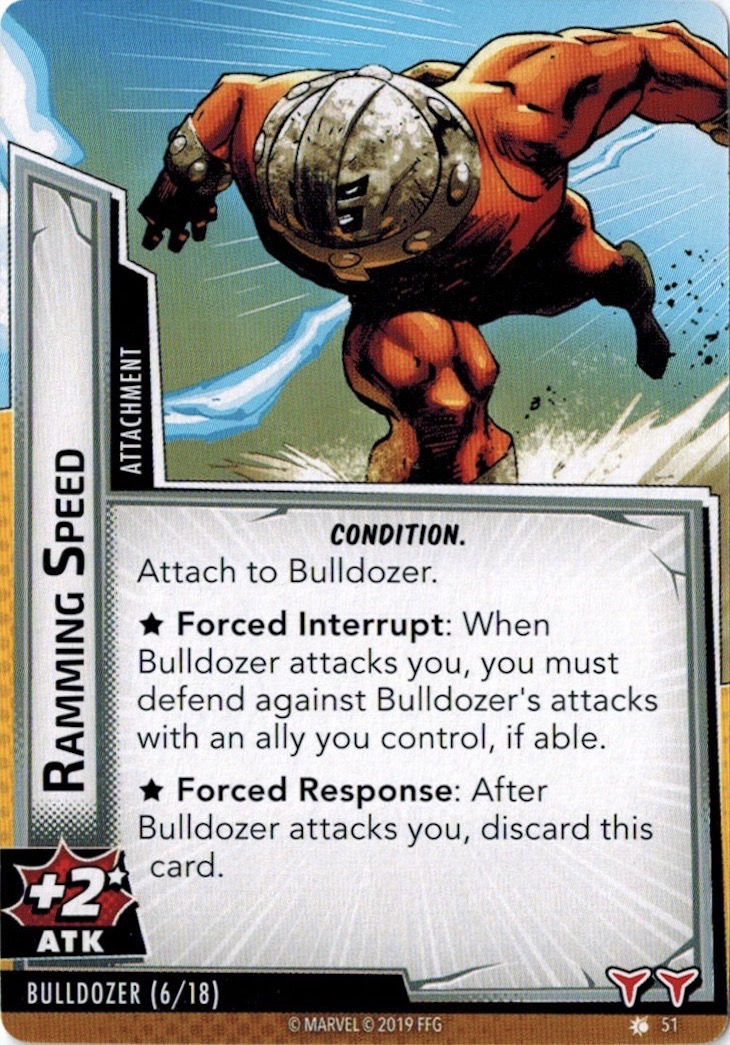 ATTACHMENT
RAMMING SPEED
CONDITION.
Attach to Bulldozer.
★ Forced Interrupt: When
Bulldozer attacks you, you must
defend against Bulldozer's attacks
with an ally you control, if able.
★ Forced Response: After
Bulldozer attacks you, discard this
card.
+2★
ATK
BULLDOZER (6/18)
© MARVEL © 2019 FFG
51